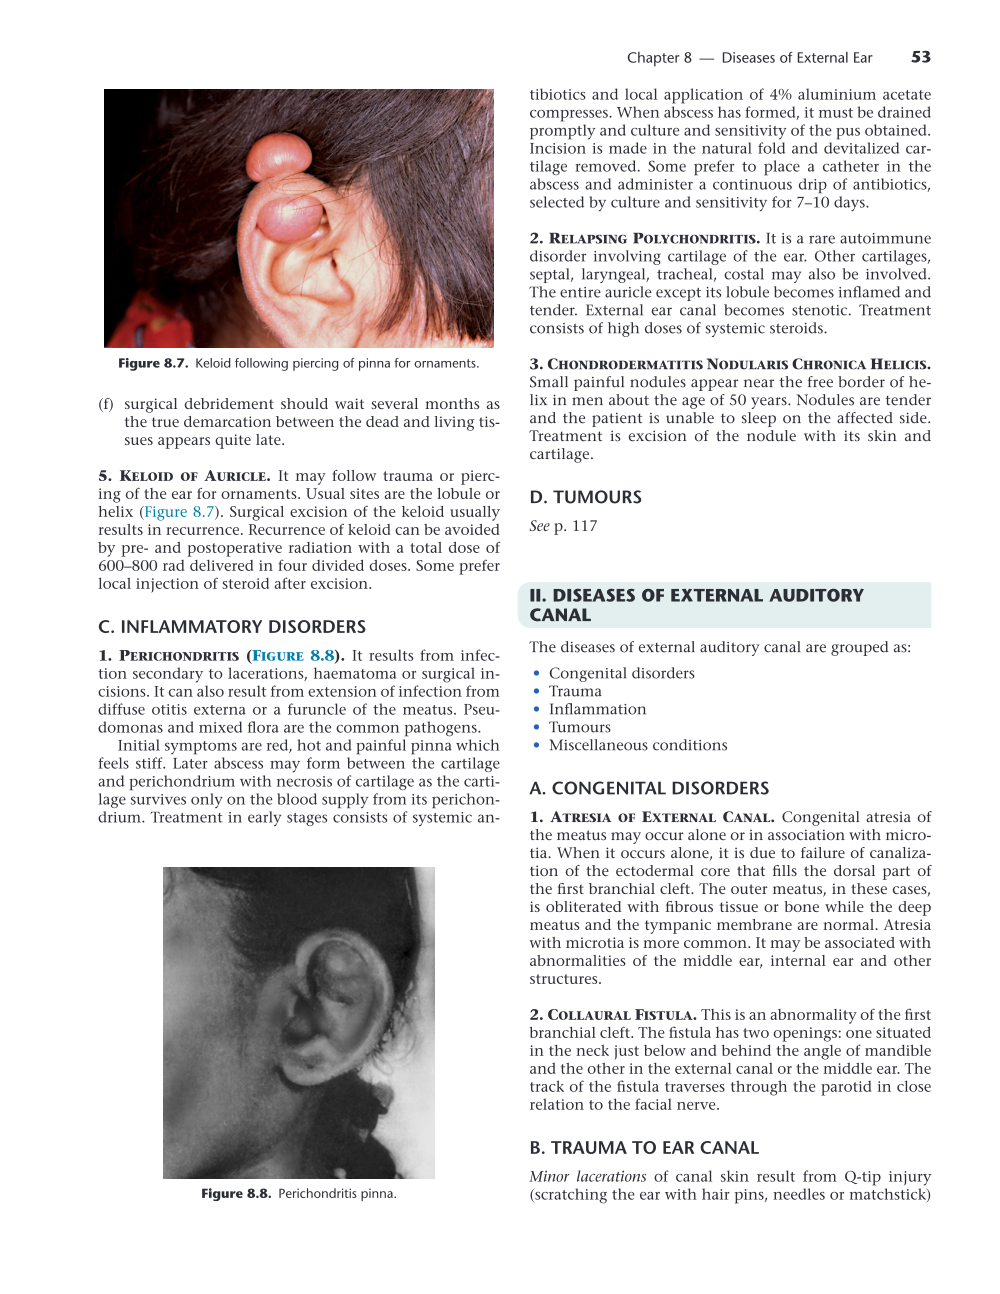 Chapter 8 — Diseases of External Ear 53
Figure 8.7. Keloid following piercing of pinna for ornaments.
(f) surgical debridement should wait several months as
the true demarcation between the dead and living tis-
sues appears quite late.
5. KELOID OF AURICLE. It may follow trauma or pierc-
ing of the ear for ornaments. Usual sites are the lobule or
helix (Figure 8.7). Surgical excision of the keloid usually
results in recurrence. Recurrence of keloid can be avoided
by pre- and postoperative radiation with a total dose of
600–800 rad delivered in four divided doses. Some prefer
local injection of steroid after excision.
C. INFLAMMATORY DISORDERS
1. PERICHONDRITIS (FIGURE 8.8). It results from infec-
tion secondary to lacerations, haematoma or surgical in-
cisions. It can also result from extension of infection from
diffuse otitis externa or a furuncle of the meatus. Pseu-
domonas and mixed flora are the common pathogens.
Initial symptoms are red, hot and painful pinna which
feels stiff. Later abscess may form between the cartilage
and perichondrium with necrosis of cartilage as the carti-
lage survives only on the blood supply from its perichon-
drium. Treatment in early stages consists of systemic an-
Figure 8.8. Perichondritis pinna.
tibiotics and local application of 4% aluminium acetate
compresses. When abscess has formed, it must be drained
promptly and culture and sensitivity of the pus obtained.
Incision is made in the natural fold and devitalized car-
tilage removed. Some prefer to place a catheter in the
abscess and administer a continuous drip of antibiotics,
selected by culture and sensitivity for 7–10 days.
2. RELAPSING POLYCHONDRITIS. It is a rare autoimmune
disorder involving cartilage of the ear. Other cartilages,
septal, laryngeal, tracheal, costal may also be involved.
The entire auricle except its lobule becomes inflamed and
tender. External ear canal becomes stenotic. Treatment
consists of high doses of systemic steroids.
3. CHONDRODERMATITIS NODULARIS CHRONICA HELICIS.
Small painful nodules appear near the free border of he-
lix in men about the age of 50 years. Nodules are tender
and the patient is unable to sleep on the affected side.
Treatment is excision of the nodule with its skin and
cartilage.
D. TUMOURS
See p. 117
II. DISEASES OF EXTERNAL AUDITORY
CANAL
The diseases of external auditory canal are grouped as:
• Congenital disorders
• Trauma
• Inflammation
• Tumours
• Miscellaneous conditions
A. CONGENITAL DISORDERS
1. ATRESIA OF EXTERNAL CANAL. Congenital atresia of
the meatus may occur alone or in association with micro-
tia. When it occurs alone, it is due to failure of canaliza-
tion of the ectodermal core that fills the dorsal part of
the first branchial cleft. The outer meatus, in these cases,
is obliterated with fibrous tissue or bone while the deep
meatus and the tympanic membrane are normal. Atresia
with microtia is more common. It may be associated with
abnormalities of the middle ear, internal ear and other
structures.
2. COLLAURAL FISTULA. This is an abnormality of the first
branchial cleft. The fistula has two openings: one situated
in the neck just below and behind the angle of mandible
and the other in the external canal or the middle ear. The
track of the fistula traverses through the parotid in close
relation to the facial nerve.
B. TRAUMA TO EAR CANAL
Minor lacerations of canal skin result from Q-tip injury
(scratching the ear with hair pins, needles or matchstick)